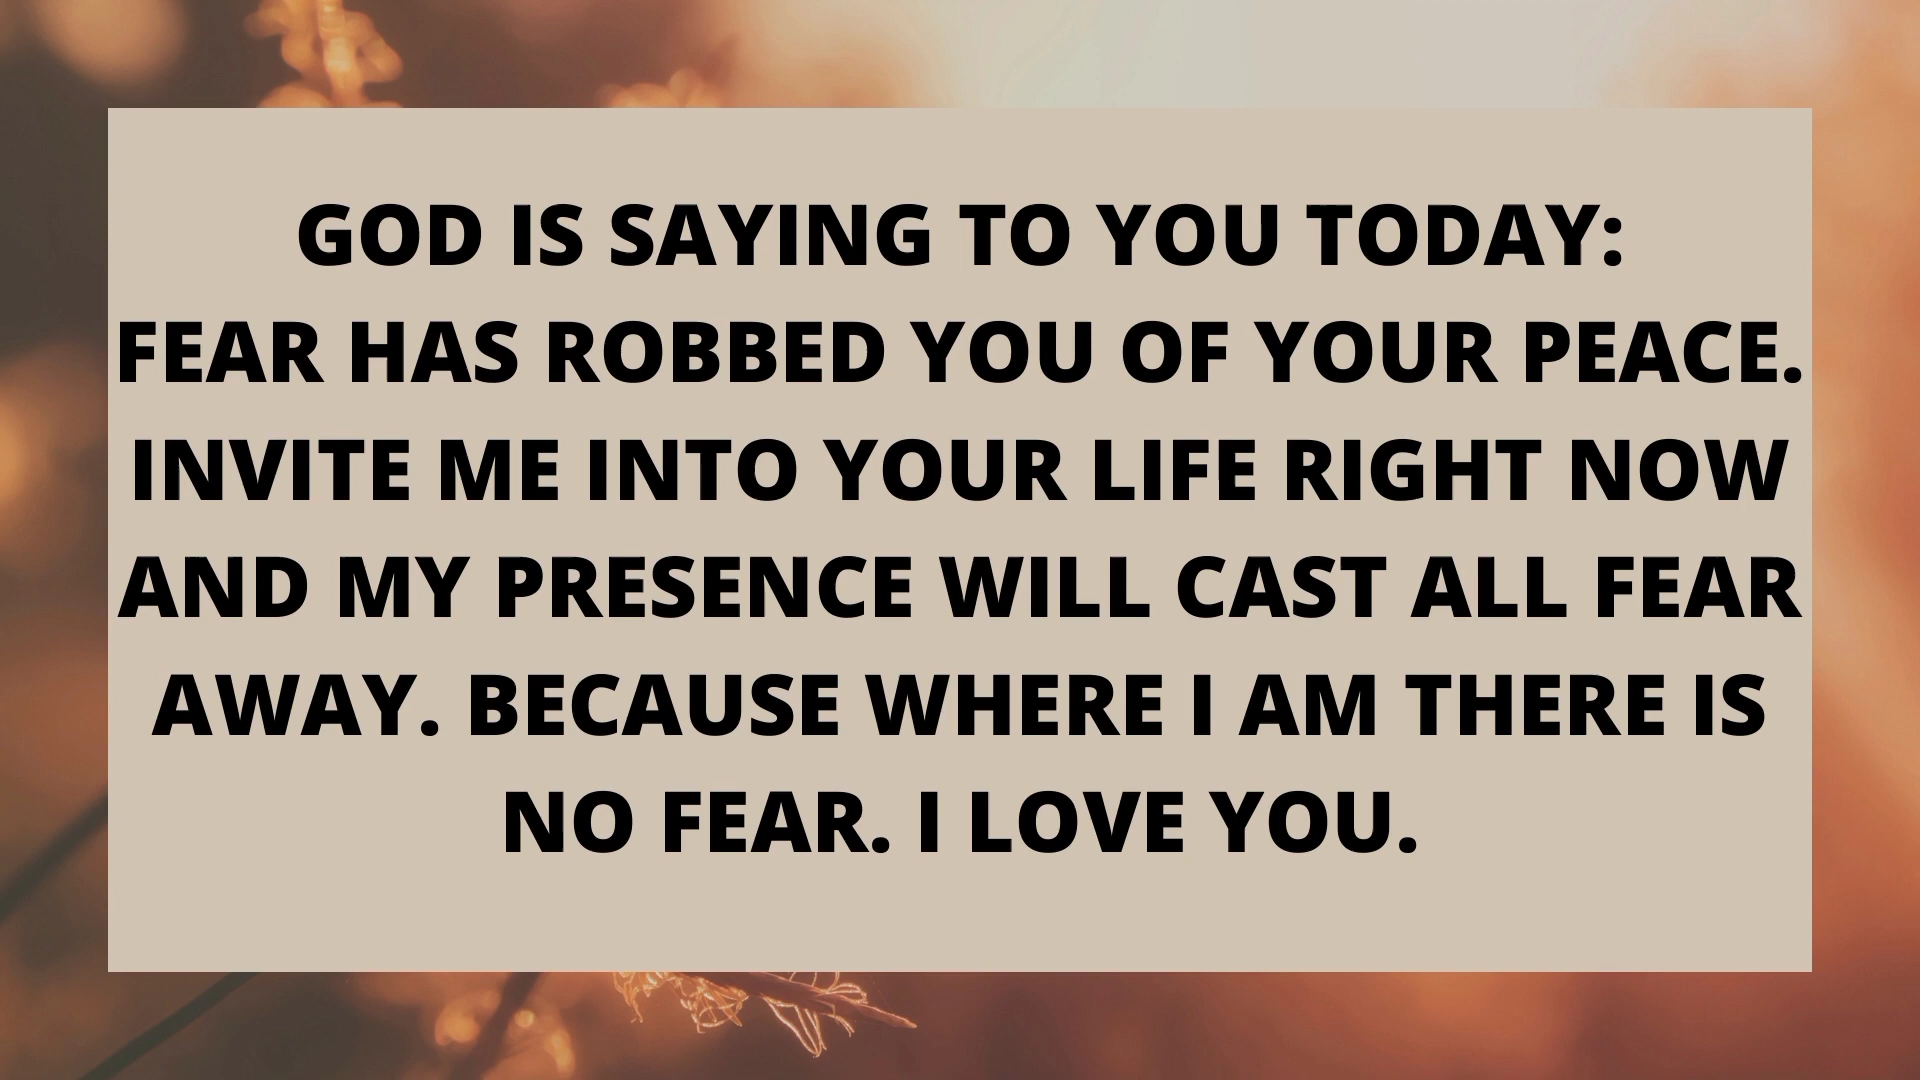 GOD IS SAYING TO YOU TODAY:
FEAR HAS ROBBED YOU OF YOUR PEACE.
INVITE ME INTO YOUR LIFE RIGHT NOW
AND MY PRESENCE WILL CAST ALL FEAR
AWAY. BECAUSE WHERE I AM THERE IS
NO FEAR. I LOVE YOU.